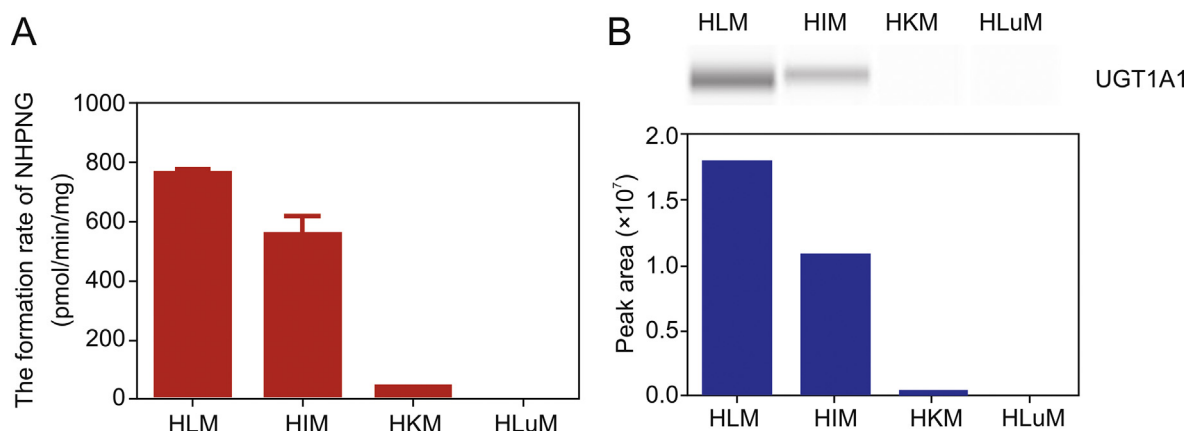 A
The formation rate of NHPNG
(pmol/min/mg)
1000
800
600
400
200
0
HLM HIM HKM HLuM
B
HLM HIM HKM HLuM
UGT1A1
Peak area (×10⁷)
2.0
1.5
1.0
0.5
0.0
HLM HIM HKM HLuM